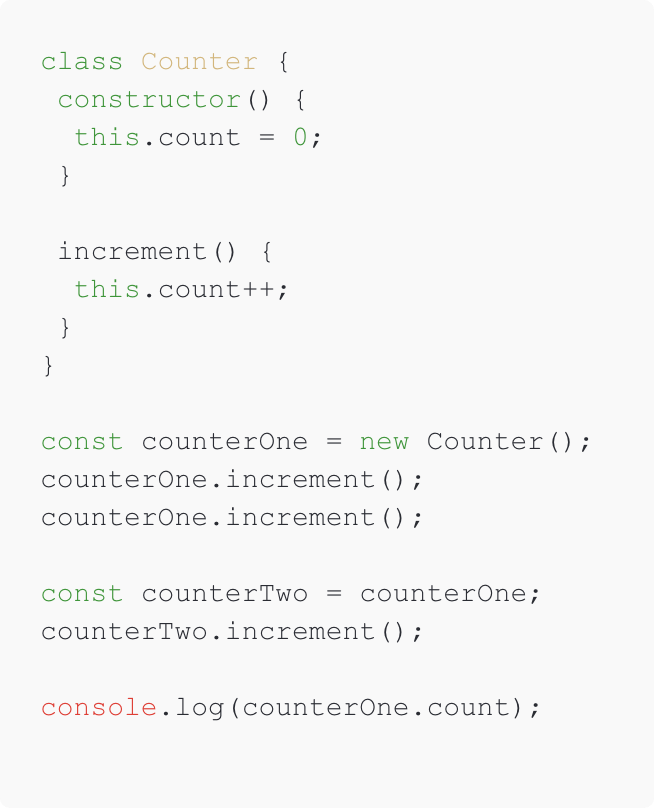 class Counter {
 constructor() {
  this.count = 0;
 }

 increment() {
  this.count++;
 }
}

const counterOne = new Counter();
counterOne.increment();
counterOne.increment();

const counterTwo = counterOne;
counterTwo.increment();

console.log(counterOne.count);